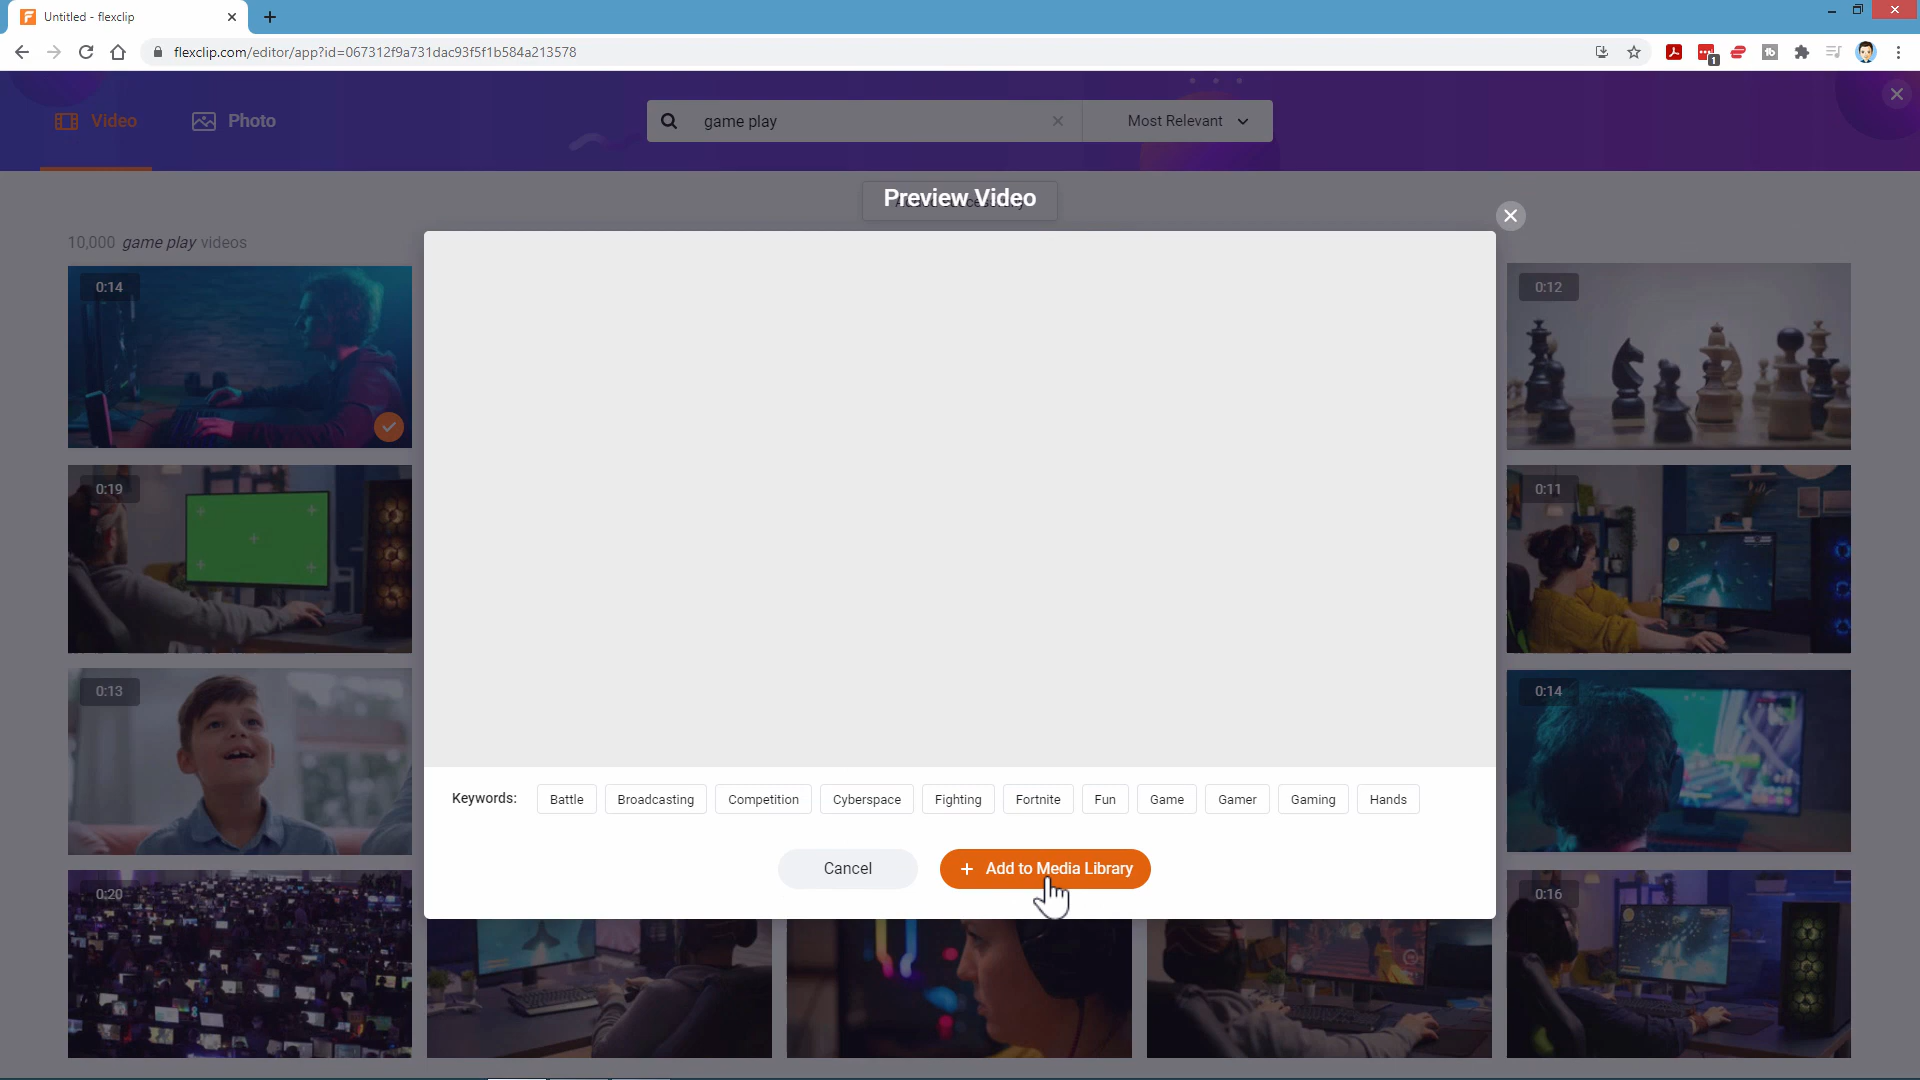 Untitled - flexclip
flexclip.com/editor/app?id=067312f9a731dac93f5f1b584a213578
1
Video
Photo
game play
Most Relevant
Preview Video
10,000 game play videos
0:14
0:12
0:19
0:11
0:13
0:14
Keywords:
Battle
Broadcasting
Competition
Cyberspace
Fighting
Fortnite
Fun
Game
Gamer
Gaming
Hands
Cancel
+ Add to Media Library
0:20
0:16